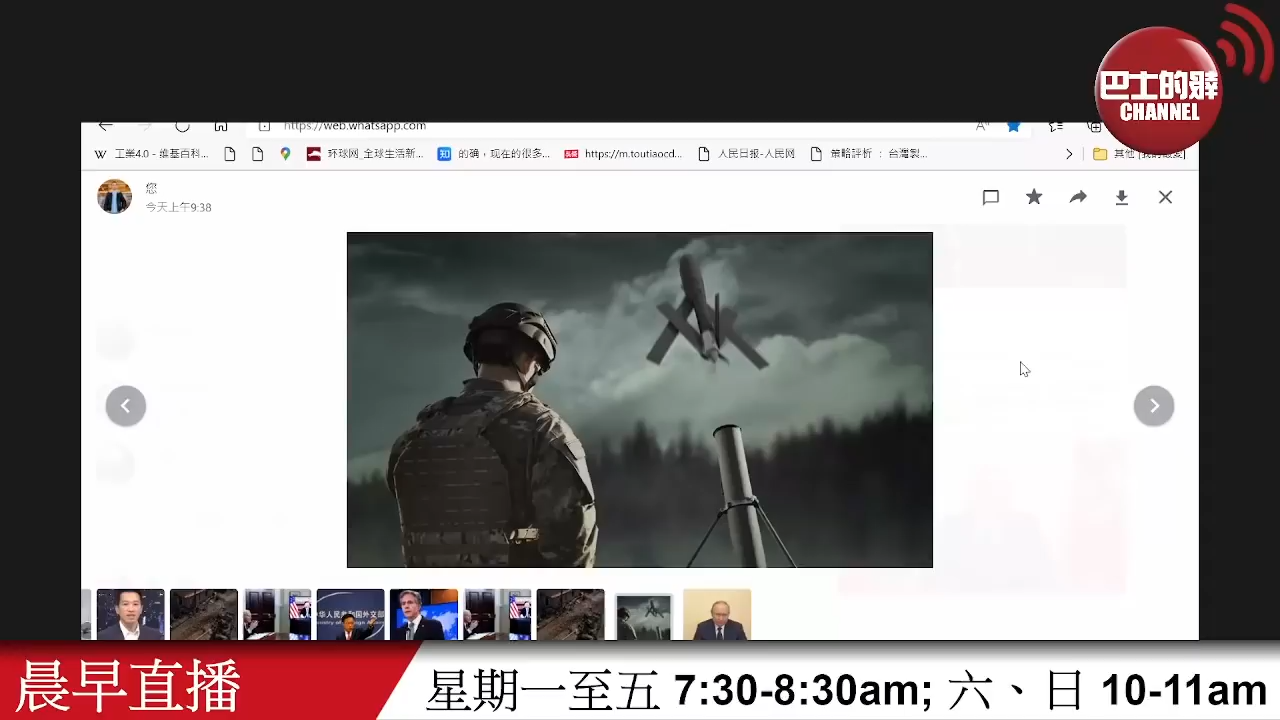 巴士的報
CHANNEL
https://web.whatsapp.com
工業4.0 - 維基百科...
环球网_全球生活新...
的确，现在的很多...
https://m.toutiaocd...
人民日报-人民网
策略評析 ： 台灣製...
您
今天上午9:38
晨早直播
星期一至五 7:30-8:30am; 六、日 10-11am